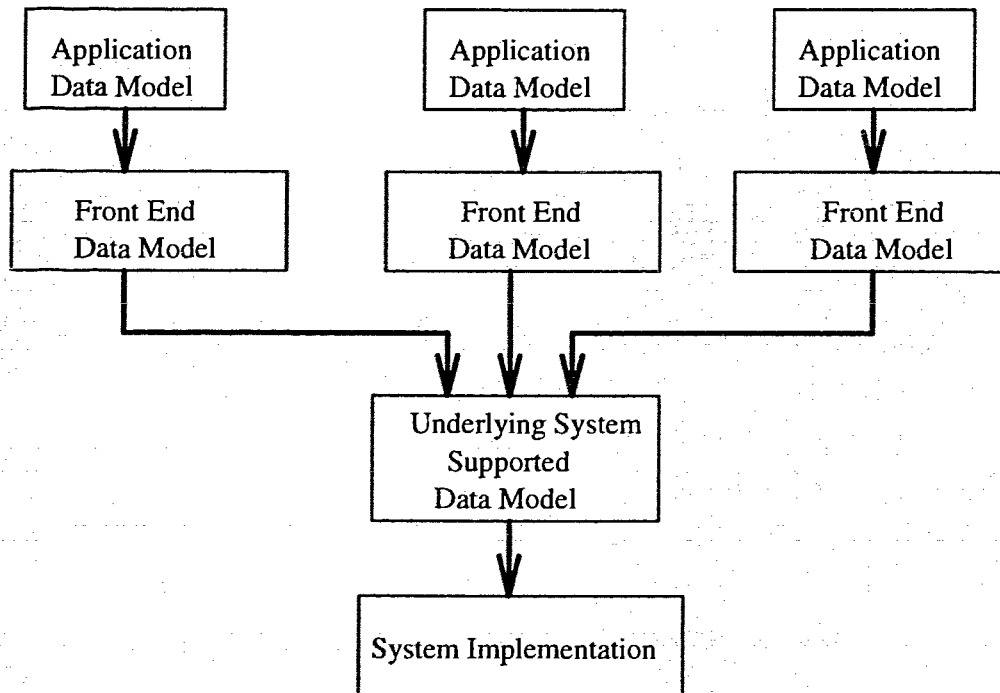 Application
Data Model
Application
Data Model
Application
Data Model
Front End
Data Model
Front End
Data Model
Front End
Data Model
Underlying System
Supported
Data Model
System Implementation